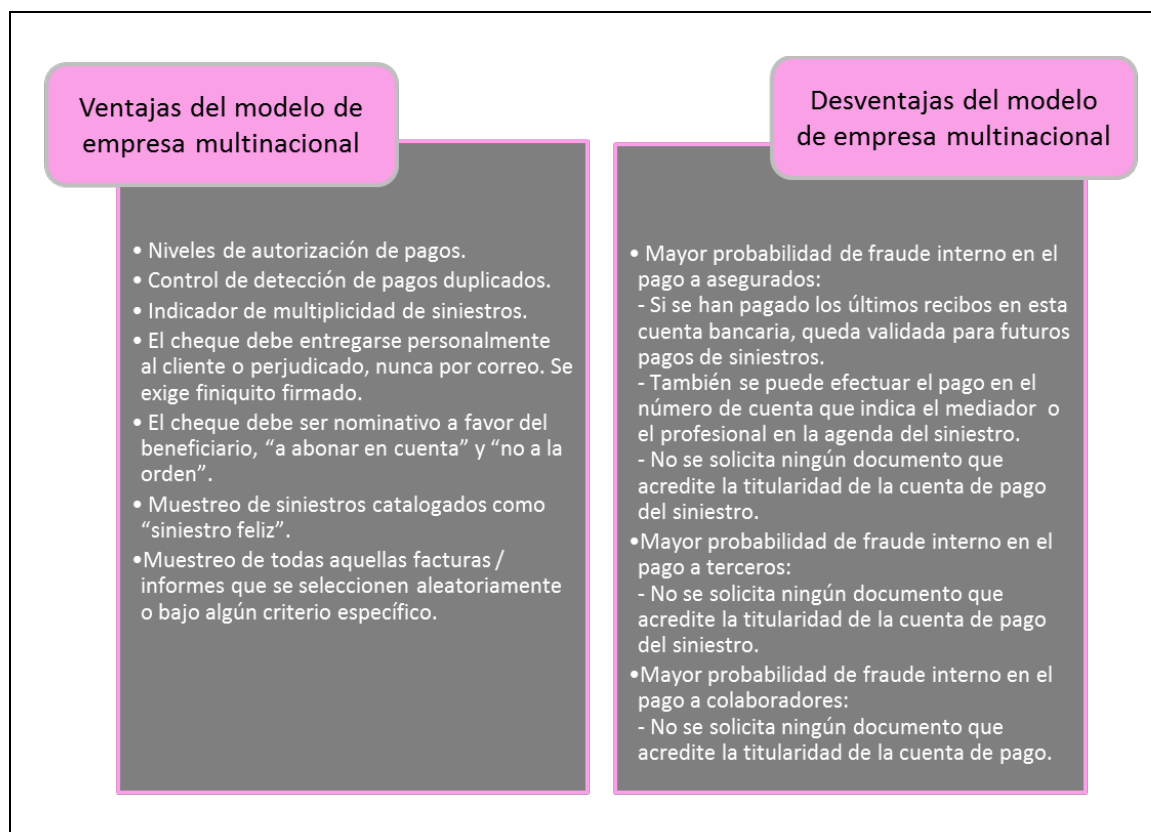 Ventajas del modelo de
empresa multinacional
• Niveles de autorización de pagos.
• Control de detección de pagos duplicados.
• Indicador de multiplicidad de siniestros.
• El cheque debe entregarse personalmente
al cliente o perjudicado, nunca por correo. Se
exige finiquito firmado.
• El cheque debe ser nominativo a favor del
beneficiario, “a abonar en cuenta” y “no a la
orden”.
• Muestreo de siniestros catalogados como
“siniestro feliz”.
•Muestreo de todas aquellas facturas /
informes que se seleccionen aleatoriamente
o bajo algún criterio específico.
Desventajas del modelo
de empresa multinacional
• Mayor probabilidad de fraude interno en el
pago a asegurados:
- Si se han pagado los últimos recibos en esta
cuenta bancaria, queda validada para futuros
pagos de siniestros.
- También se puede efectuar el pago en el
número de cuenta que indica el mediador o
el profesional en la agenda del siniestro.
- No se solicita ningún documento que
acredite la titularidad de la cuenta de pago
del siniestro.
•Mayor probabilidad de fraude interno en el
pago a terceros:
- No se solicita ningún documento que
acredite la titularidad de la cuenta de pago
del siniestro.
•Mayor probabilidad de fraude interno en el
pago a colaboradores:
- No se solicita ningún documento que
acredite la titularidad de la cuenta de pago.